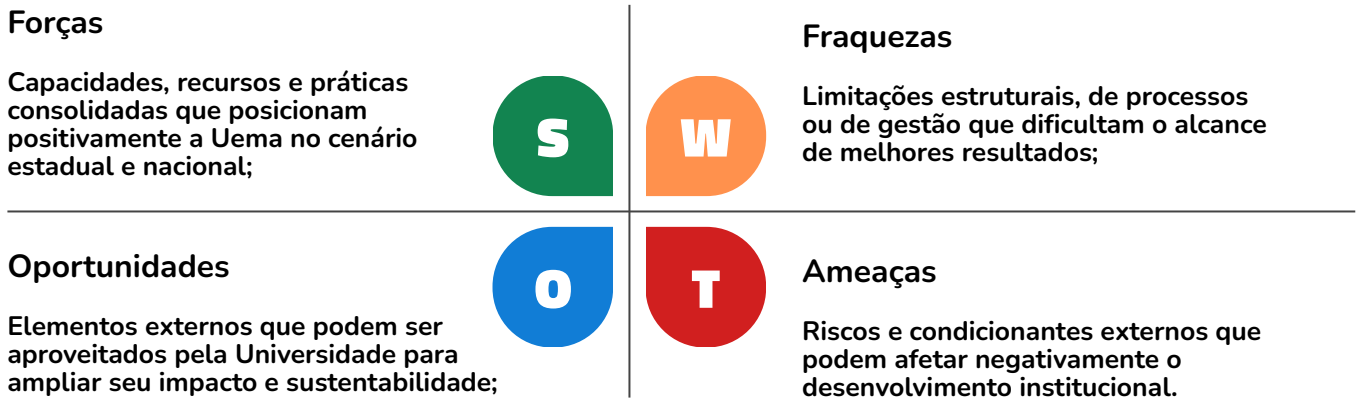 Forças
Capacidades, recursos e práticas
consolidadas que posicionam
positivamente a Uema no cenário
estadual e nacional;
S
W
Fraquezas
Limitações estruturais, de processos
ou de gestão que dificultam o alcance
de melhores resultados;
Oportunidades
Elementos externos que podem ser
aproveitados pela Universidade para
ampliar seu impacto e sustentabilidade;
O
T
Ameaças
Riscos e condicionantes externos que
podem afetar negativamente o
desenvolvimento institucional.